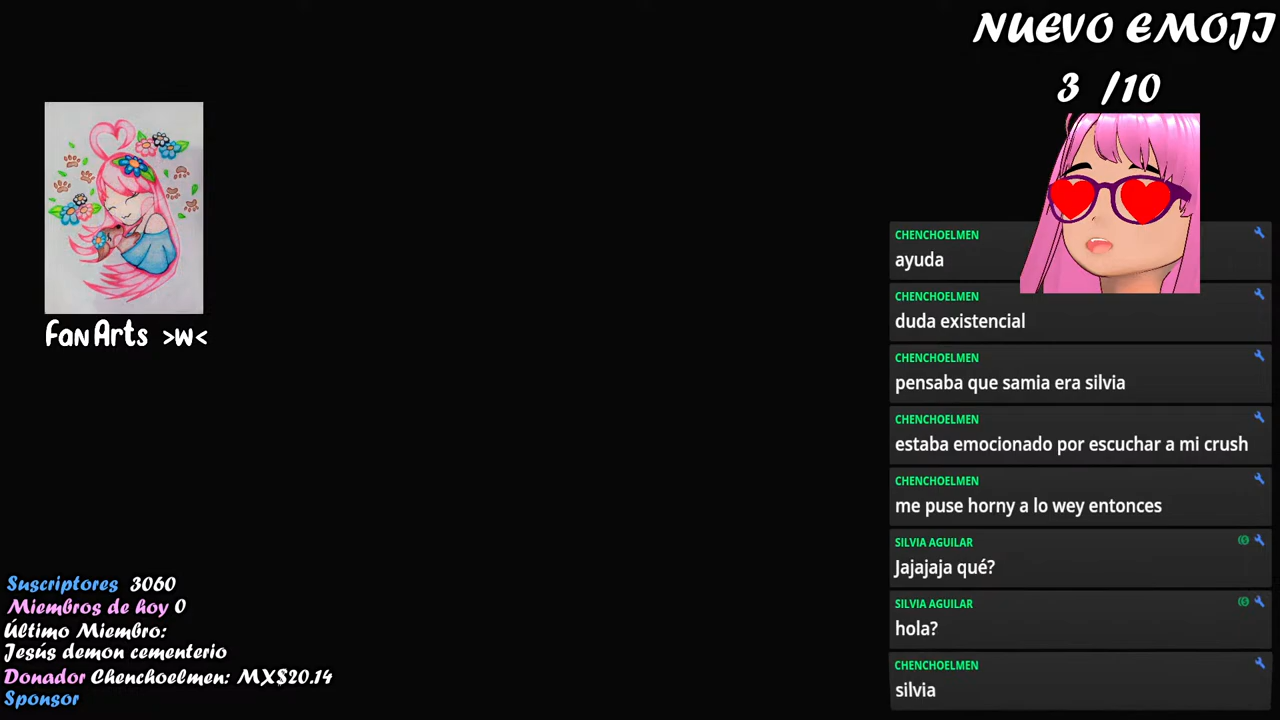 NUEVO EMOJI
3 /10
Fan Arts >w<
CHENCHOELMEN
ayuda
CHENCHOELMEN
duda existencial
CHENCHOELMEN
pensaba que samia era silvia
CHENCHOELMEN
estaba emocionado por escuchar a mi crush
CHENCHOELMEN
me puse horny a lo wey entonces
SILVIA AGUILAR
Jajajaja qué?
SILVIA AGUILAR
hola?
CHENCHOELMEN
silvia
Suscriptores 3060
Miembros de hoy 0
Último Miembro:
Jesús demon cementerio
Donador Chenchoelmen: MX$20.14
Sponsor